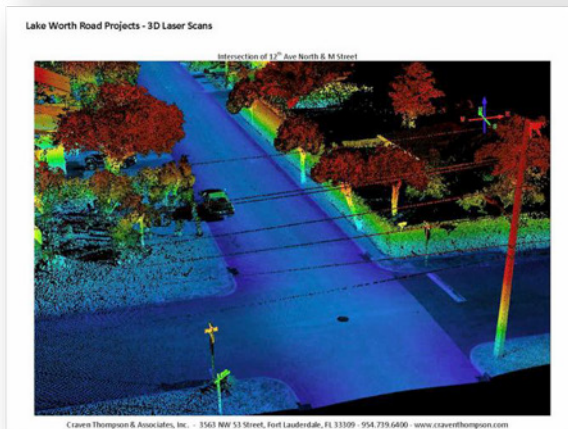 Lake Worth Road Projects - 3D Laser Scans
Intersection of 12th Ave North & M Street
Craven Thompson & Associates, Inc. - 3563 NW 53 Street, Fort Lauderdale, FL 33309 - 954.739.6400 - www.craventhompson.com